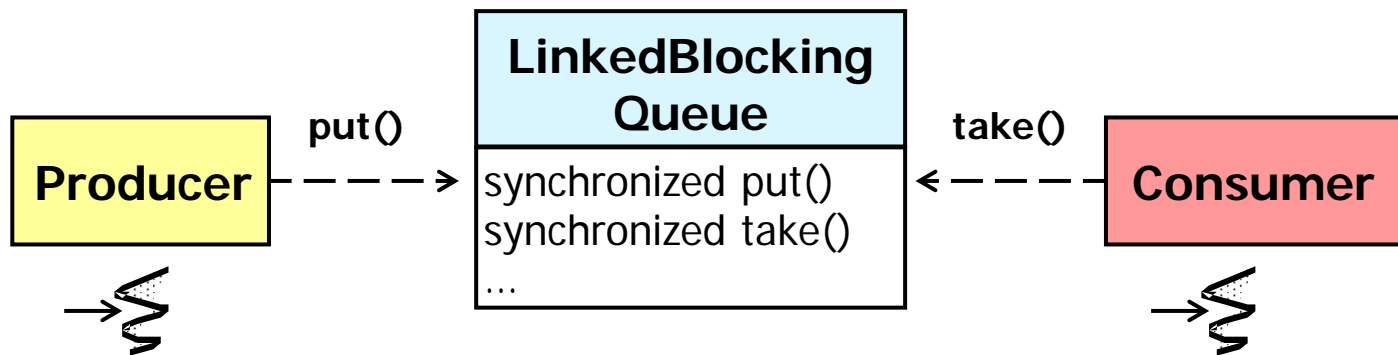 LinkedBlocking
Queue
put()
take()
Producer
synchronized put()
synchronized take()
...
Consumer